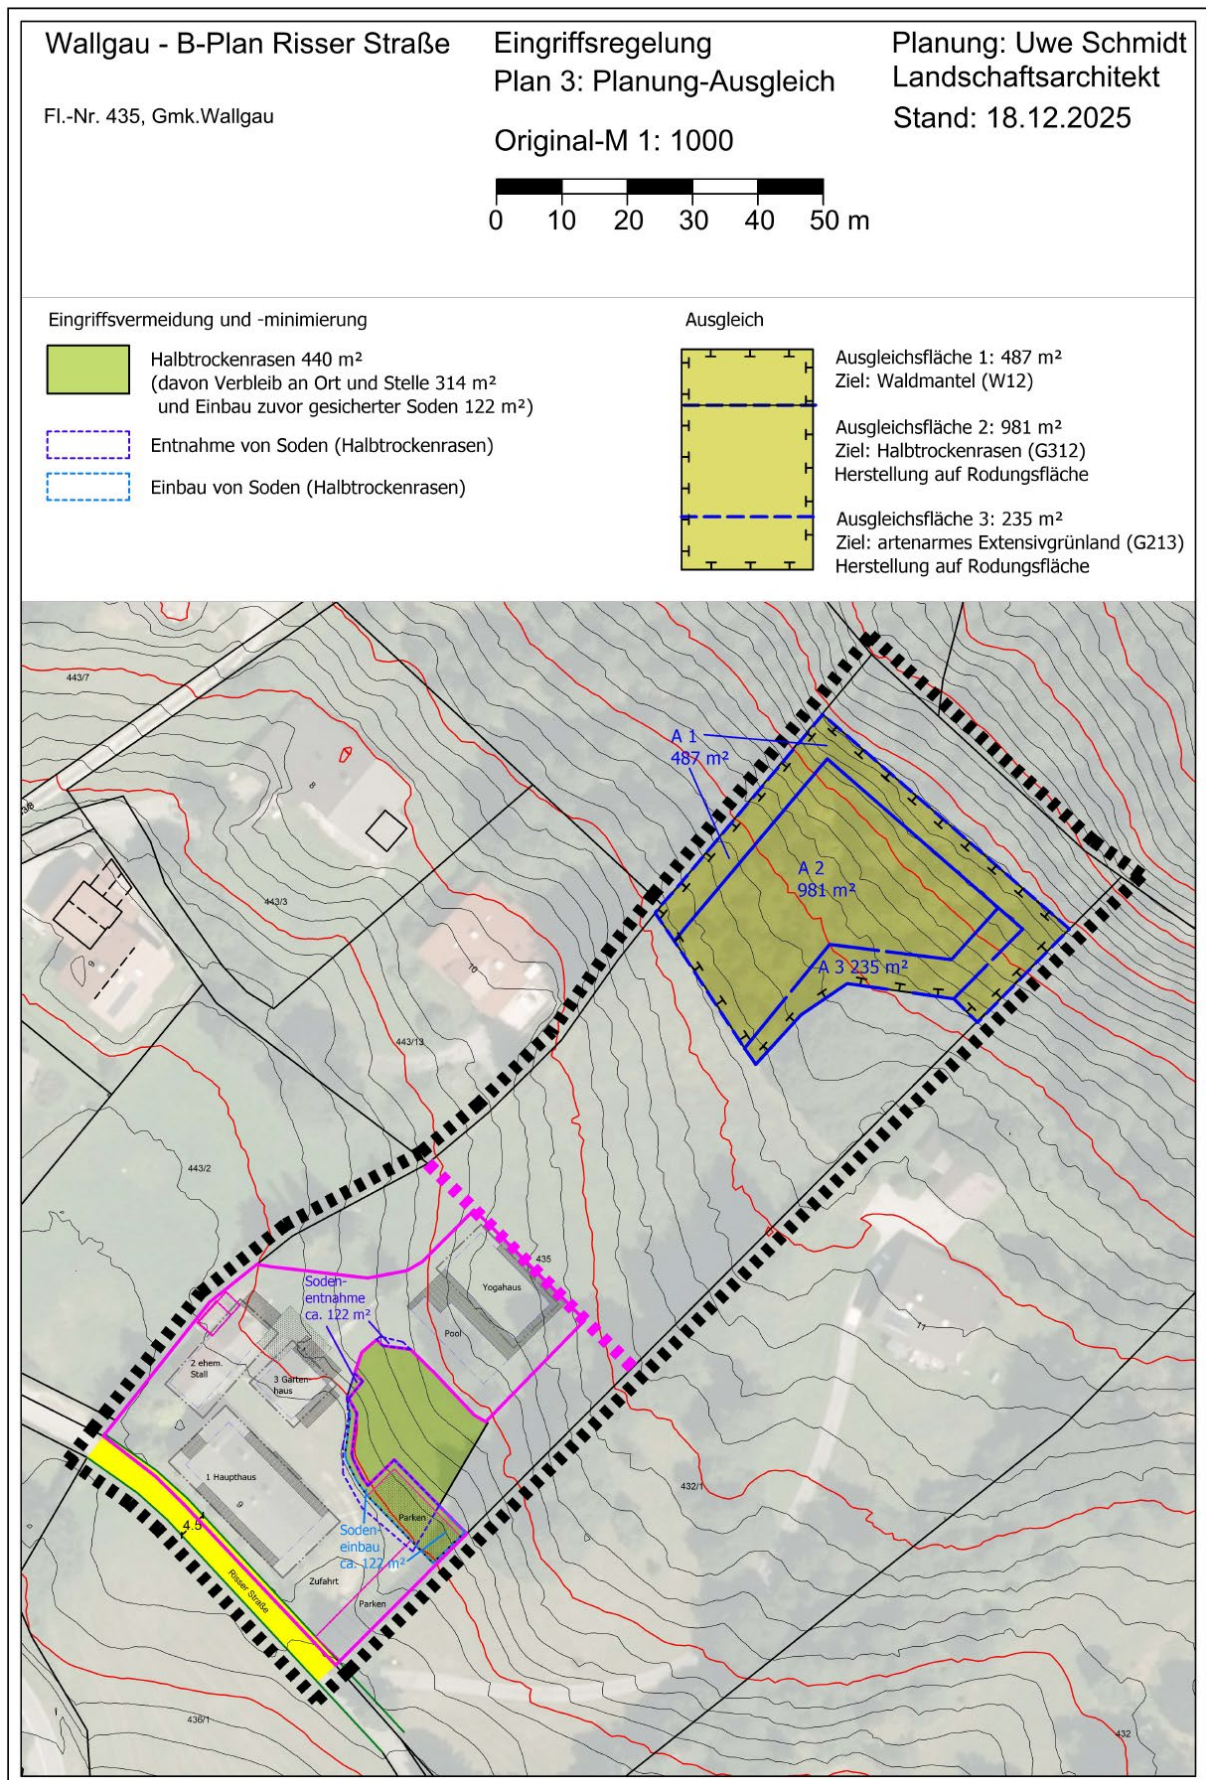 Wallgau - B-Plan Risser Straße
Fl.-Nr. 435, Gmk.Wallgau
Eingriffsregelung
Plan 3: Planung-Ausgleich
Original-M 1: 1000
0 10 20 30 40 50 m
Planung: Uwe Schmidt
Landschaftsarchitekt
Stand: 18.12.2025
Eingriffsvermeidung und -minimierung
Halbtrockenrasen 440 m²
(davon Verbleib an Ort und Stelle 314 m²
und Einbau zuvor gesicherter Soden 122 m²)
Entnahme von Soden (Halbtrockenrasen)
Einbau von Soden (Halbtrockenrasen)
Ausgleich
Ausgleichsfläche 1: 487 m²
Ziel: Waldmantel (W12)
Ausgleichsfläche 2: 981 m²
Ziel: Halbtrockenrasen (G312)
Herstellung auf Rodungsfläche
Ausgleichsfläche 3: 235 m²
Ziel: artenarmes Extensivgrünland (G213)
Herstellung auf Rodungsfläche
443/7
8
A 1
487 m²
A 2
981 m²
443/3
9
10
A 3 235 m²
443/13
443/2
435
Yogahaus
Soden-
entnahme
ca. 122 m²
Pool
11
2 ehem.
Stall
3 Garten-
haus
1 Haupthaus
9
432/1
4.5
Parken
Soden-
einbau
ca. 122 m²
Zufahrt
Risser Straße
Parken
436/1
432